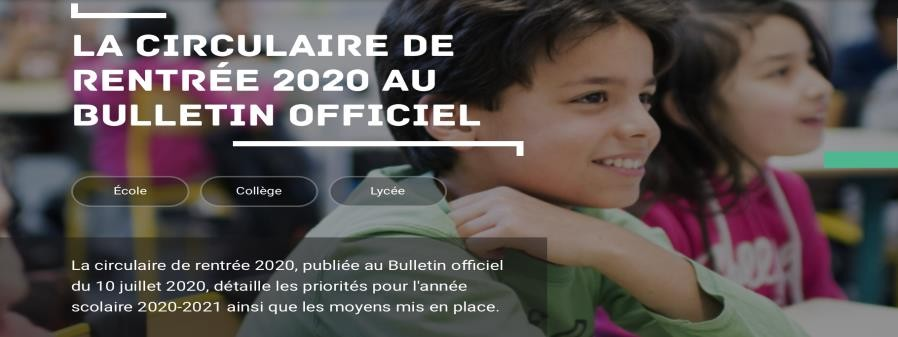 LA CIRCULAIRE DE
RENTRÉE 2020 AU
BULLETIN OFFICIEL
École Collège Lycée
La circulaire de rentrée 2020, publiée au Bulletin officiel
du 10 juillet 2020, détaille les priorités pour l'année
scolaire 2020-2021 ainsi que les moyens mis en place.